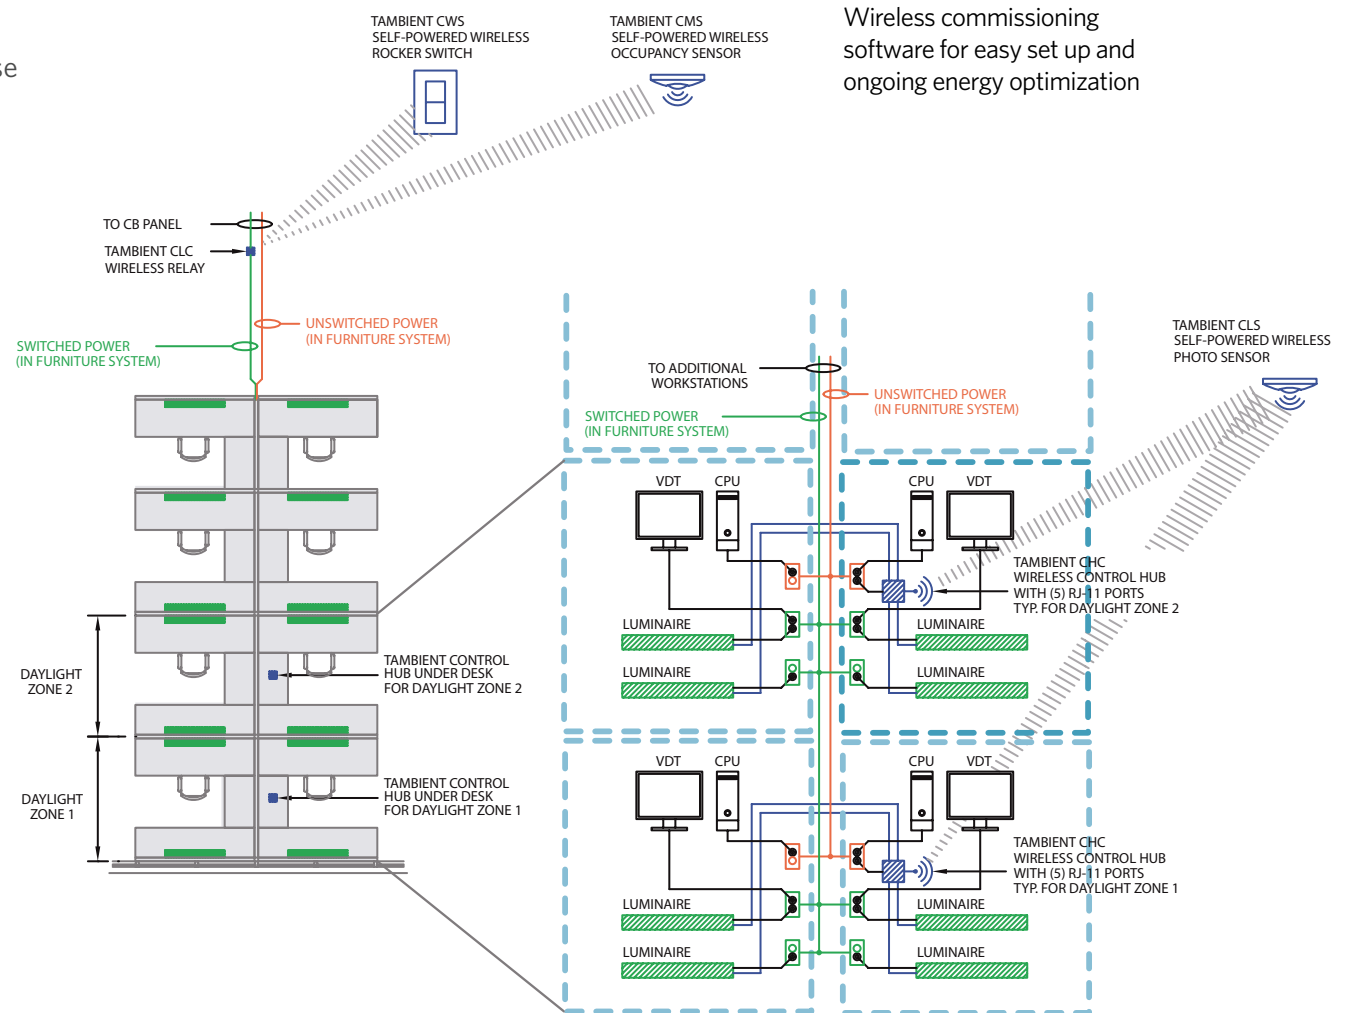 se
TAMBIENT CWS
SELF-POWERED WIRELESS
ROCKER SWITCH
TAMBIENT CMS
SELF-POWERED WIRELESS
OCCUPANCY SENSOR
Wireless commissioning
software for easy set up and
ongoing energy optimization
TO CB PANEL
TAMBIENT CLC
WIRELESS RELAY
UNSWITCHED POWER
(IN FURNITURE SYSTEM)
SWITCHED POWER
(IN FURNITURE SYSTEM)
DAYLIGHT
ZONE 2
TAMBIENT CONTROL
HUB UNDER DESK
FOR DAYLIGHT ZONE 2
DAYLIGHT
ZONE 1
TAMBIENT CONTROL
HUB UNDER DESK
FOR DAYLIGHT ZONE 1
TAMBIENT CLS
SELF-POWERED WIRELESS
PHOTO SENSOR
TO ADDITIONAL
WORKSTATIONS
UNSWITCHED POWER
(IN FURNITURE SYSTEM)
SWITCHED POWER
(IN FURNITURE SYSTEM)
VDT
CPU
CPU
VDT
TAMBIENT CHC
WIRELESS CONTROL HUB
WITH (5) RJ-11 PORTS
TYP. FOR DAYLIGHT ZONE 2
LUMINAIRE
LUMINAIRE
LUMINAIRE
LUMINAIRE
VDT
CPU
CPU
VDT
TAMBIENT CHC
WIRELESS CONTROL HUB
WITH (5) RJ-11 PORTS
TYP. FOR DAYLIGHT ZONE 1
LUMINAIRE
LUMINAIRE
LUMINAIRE
LUMINAIRE